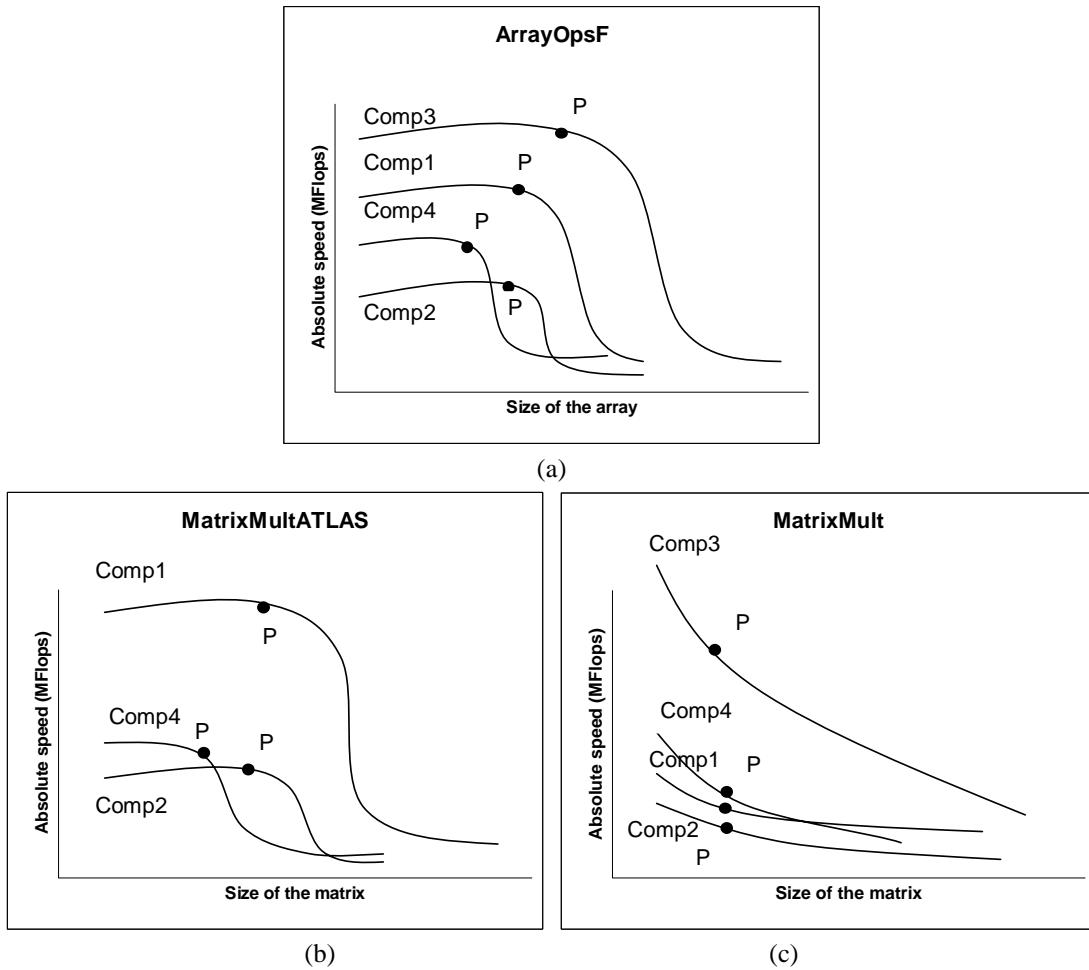 ArrayOpsF
P
Comp3
P
Comp1
Comp4
P
P
Comp2
Absolute speed (MFlops)
Size of the array
(a)
MatrixMultATLAS
Comp1
P
Comp4
P
P
Comp2
Absolute speed (MFlops)
Size of the matrix
(b)
MatrixMult
Comp3
P
Comp4
Comp1
P
Comp2
P
Absolute speed (MFlops)
Size of the matrix
(c)